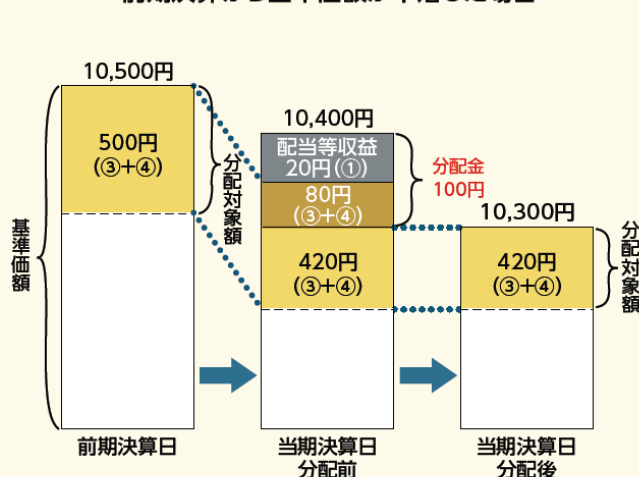 10,500円
500円
(③+④)
分配対象額
基準価額
前期決算日
10,400円
配当等収益
20円(①)
80円
(③+④)
420円
(③+④)
分配金
100円
当期決算日
分配前
10,300円
420円
(③+④)
分配対象額
当期決算日
分配後